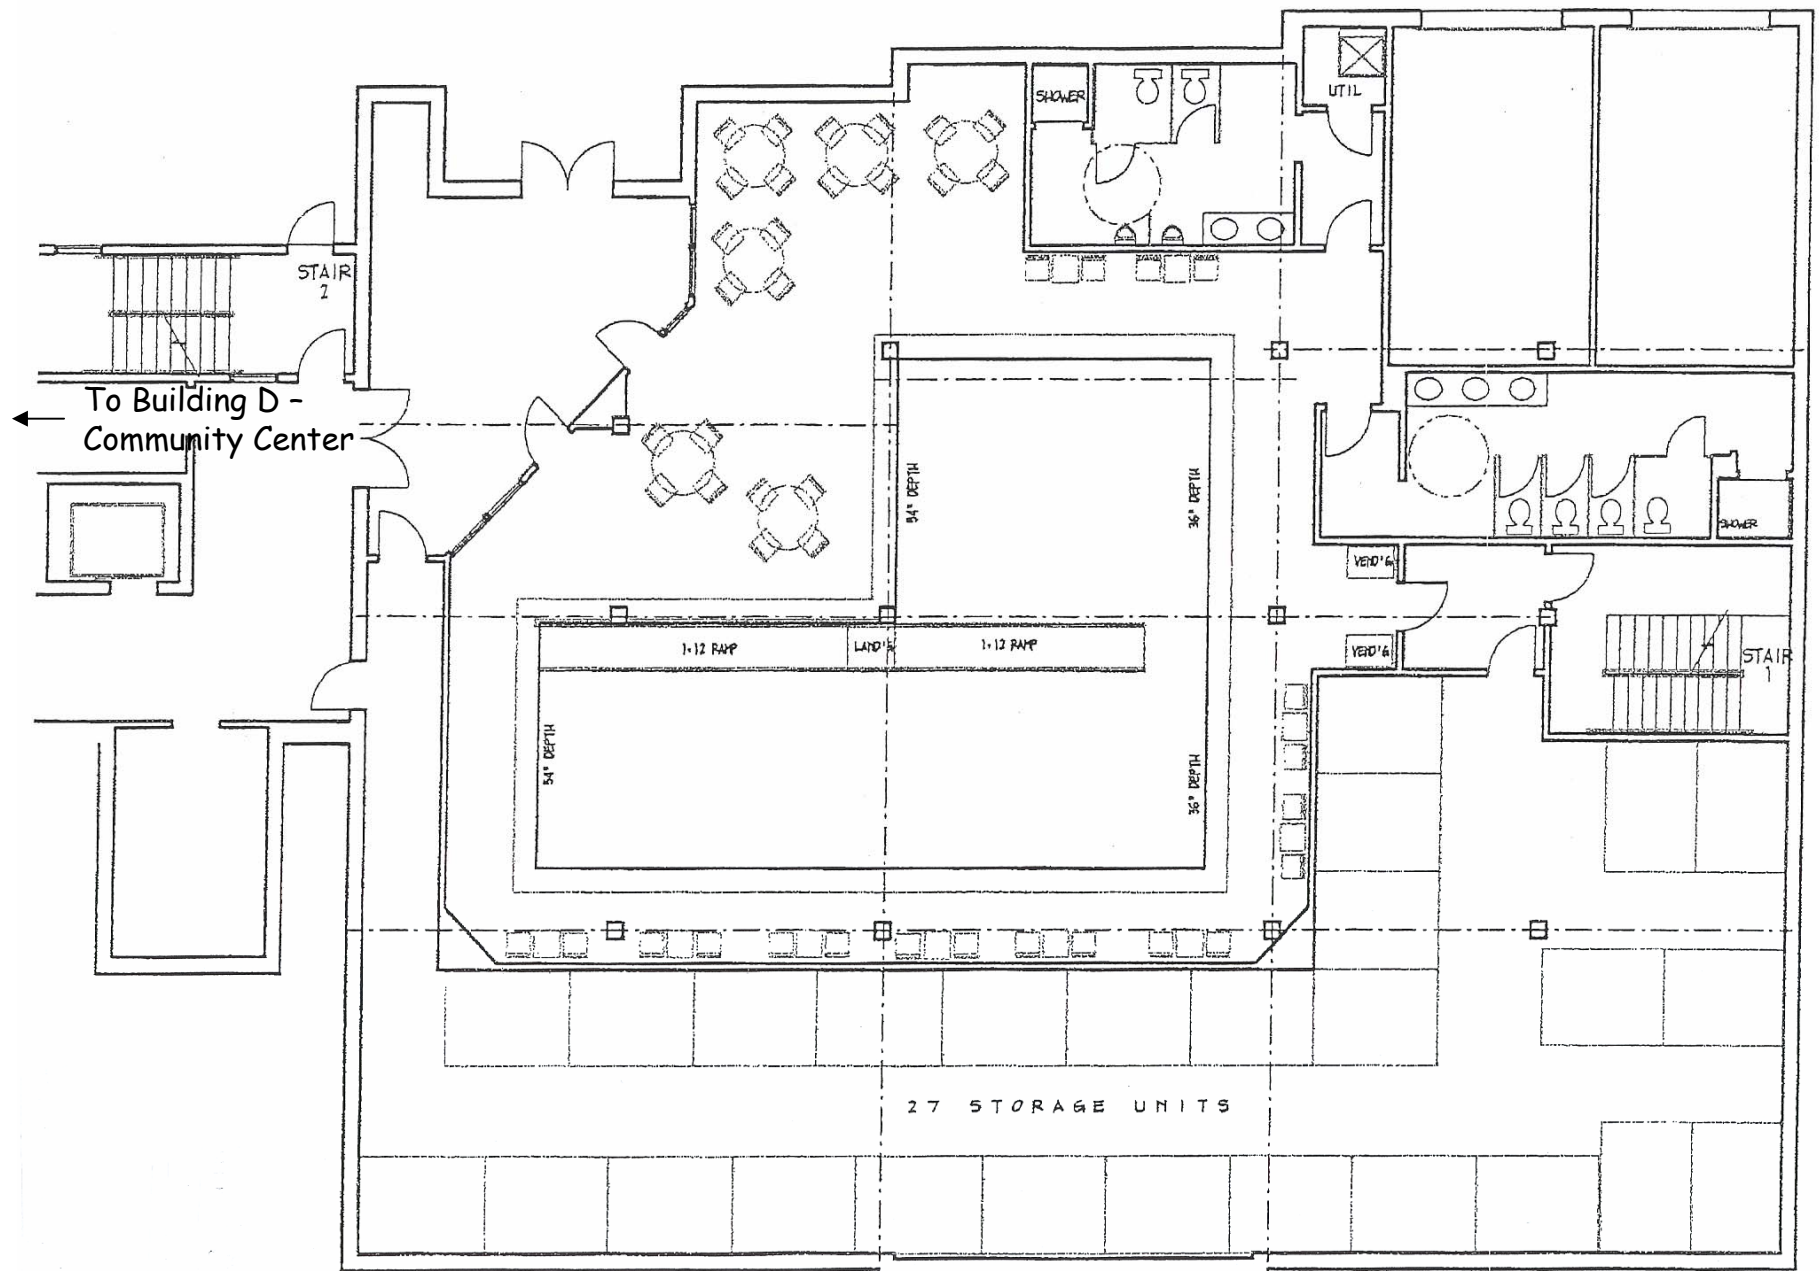 SHOWER
UTIL
STAIR
2
To Building D –
Community Center
54" DEPTH
36" DEPTH
SHOWER
VEND'G
1:12 RAMP
LAND'G
1:12 RAMP
VEND'G
STAIR
1
54" DEPTH
36" DEPTH
27 STORAGE UNITS